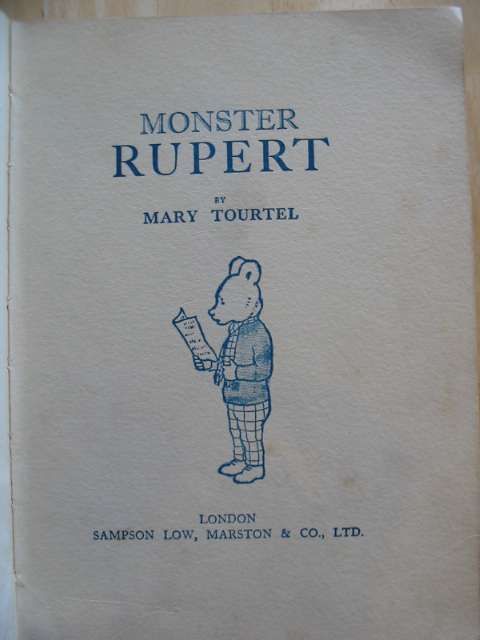 MONSTER
RUPERT
BY
MARY TOURTEL
LONDON
SAMPSON LOW, MARSTON & CO., LTD.